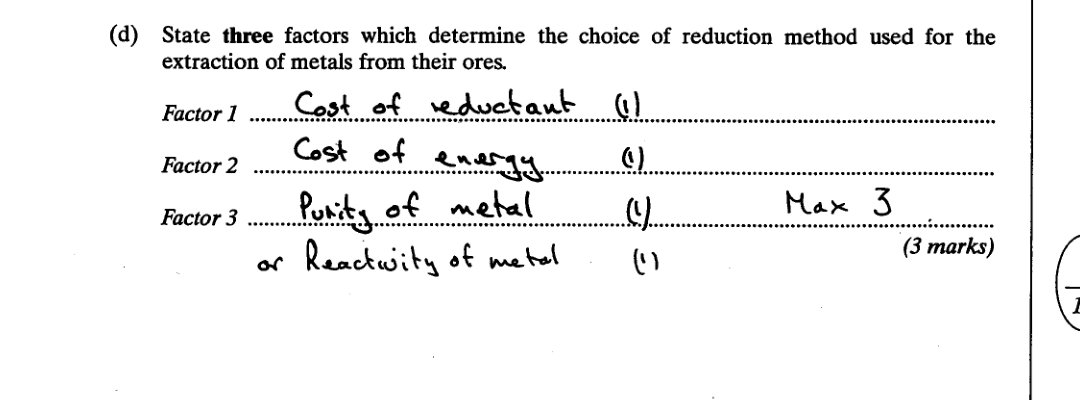 (d) State three factors which determine the choice of reduction method used for the
extraction of metals from their ores.
Factor 1 Cost of reductant (1)
Factor 2 Cost of energy (1)
Factor 3 Purity of metal (1) Max 3
(3 marks)
or Reactivity of metal (1)